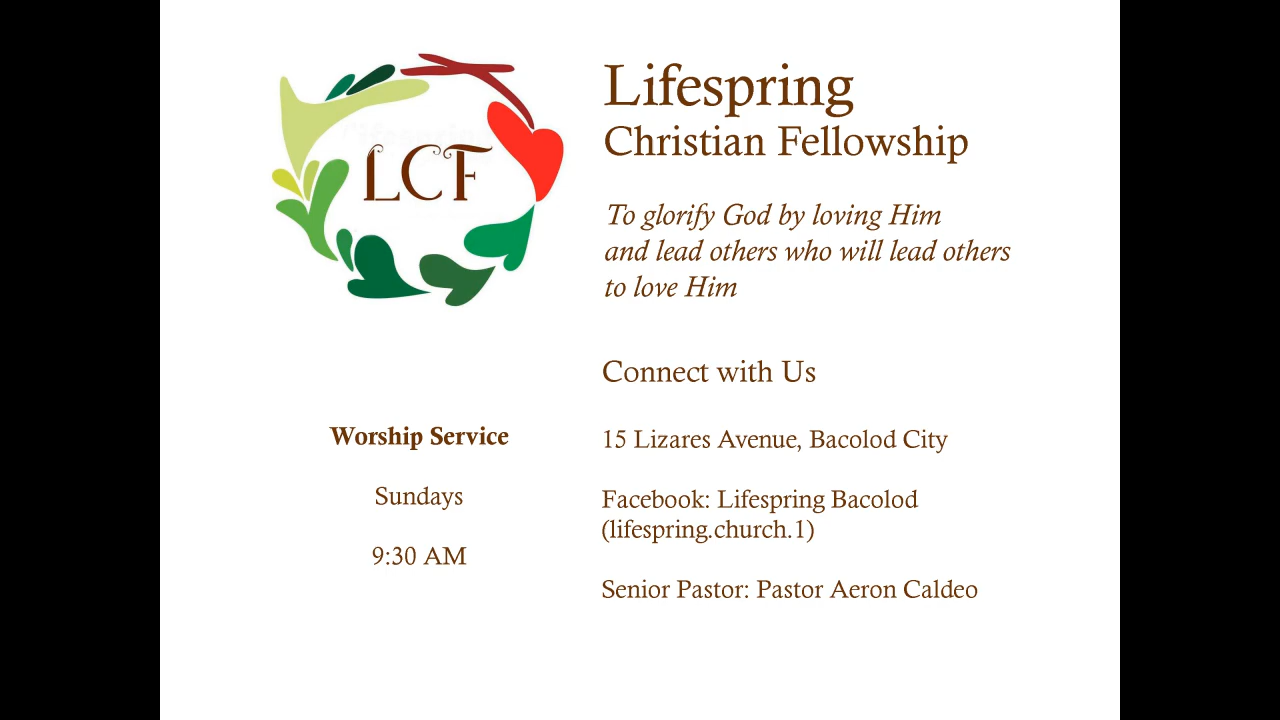 LCF
Lifespring
Christian Fellowship
To glorify God by loving Him
and lead others who will lead others
to love Him
Connect with Us
Worship Service
Sundays
9:30 AM
15 Lizares Avenue, Bacolod City
Facebook: Lifespring Bacolod
(lifespring.church.1)
Senior Pastor: Pastor Aeron Caldeo